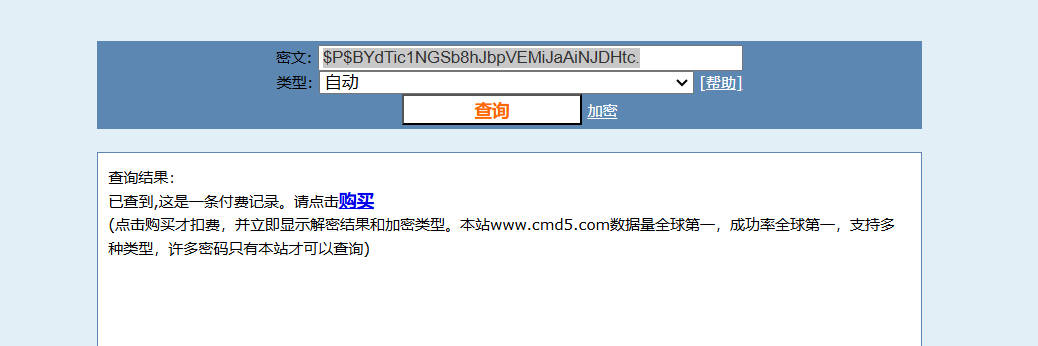 密文: $P$BYdTic1NGSb8hJbpVEMiJaAiNJDHtc.
类型: 自动 [帮助]
查询 加密
查询结果:
已查到,这是一条付费记录。请点击购买
(点击购买才扣费，并立即显示解密结果和加密类型。本站www.cmd5.com数据量全球第一，成功率全球第一，支持多
种类型，许多密码只有本站才可以查询)